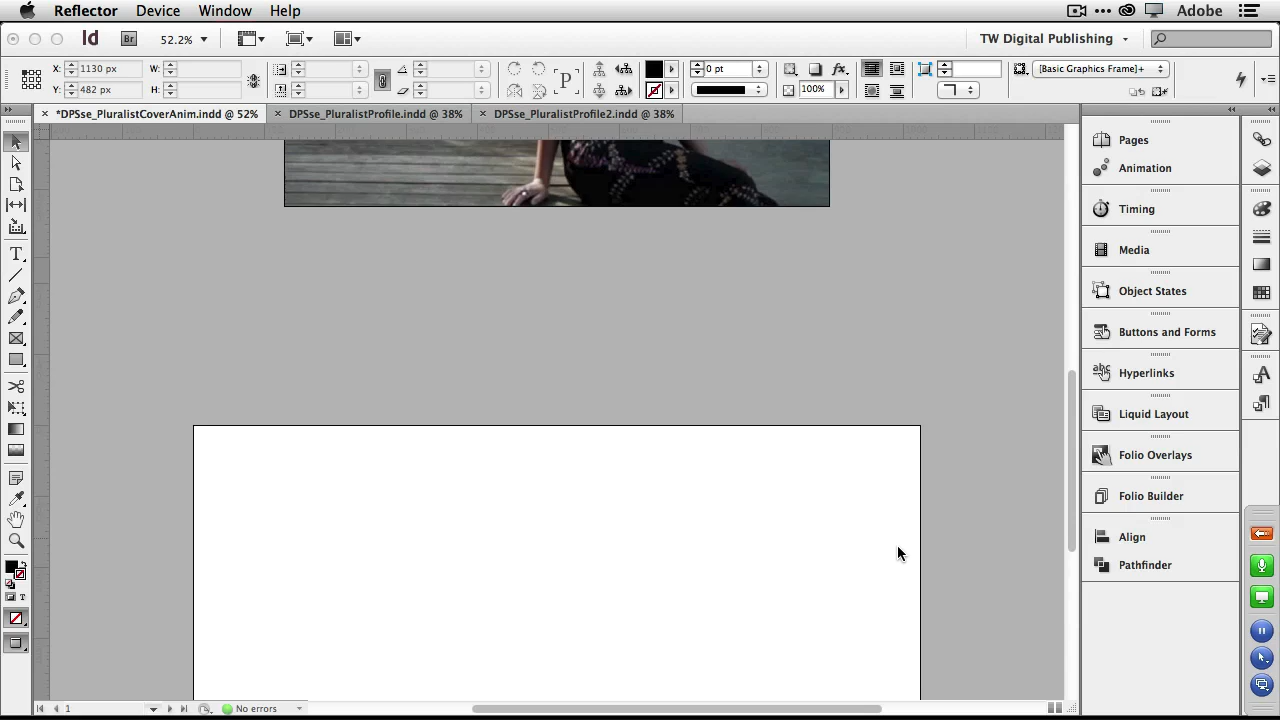 Reflector Device Window Help Adobe
Id Br 52.2% TW Digital Publishing
X: 1130 px W: 0 pt [Basic Graphics Frame]+
Y: 482 px H: 100%
*DPSse_PluralistCoverAnim.indd @ 52% DPSse_PluralistProfile.indd @ 38% DPSse_PluralistProfile2.indd @ 38%
Pages
Animation
Timing
Media
Object States
Buttons and Forms
Hyperlinks
Liquid Layout
Folio Overlays
Folio Builder
Align
Pathfinder
1 No errors